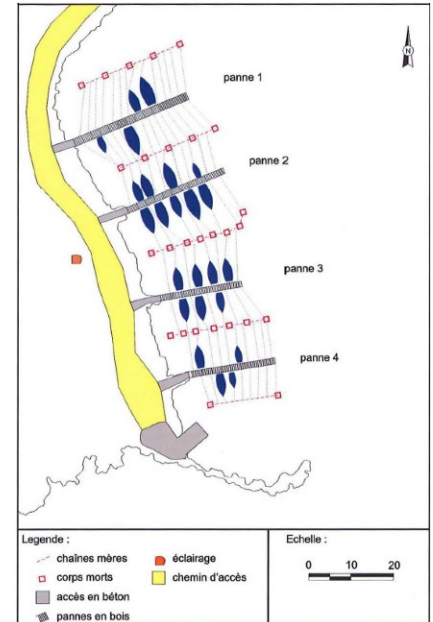 N
panne 1
panne 2
panne 3
panne 4
Legende :
chaînes mères
corps morts
accès en béton
pannes en bois
éclairage
chemin d'accès
Echelle :
0 10 20